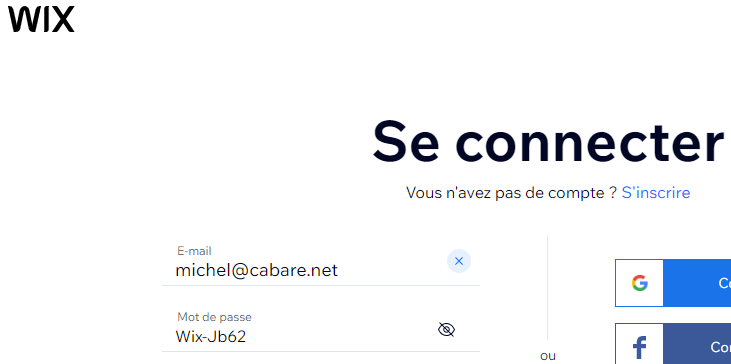 WIX
Se connecter
Vous n'avez pas de compte ? S'inscrire
E-mail
michel@cabare.net
Mot de passe
Wix-Jb62
ou